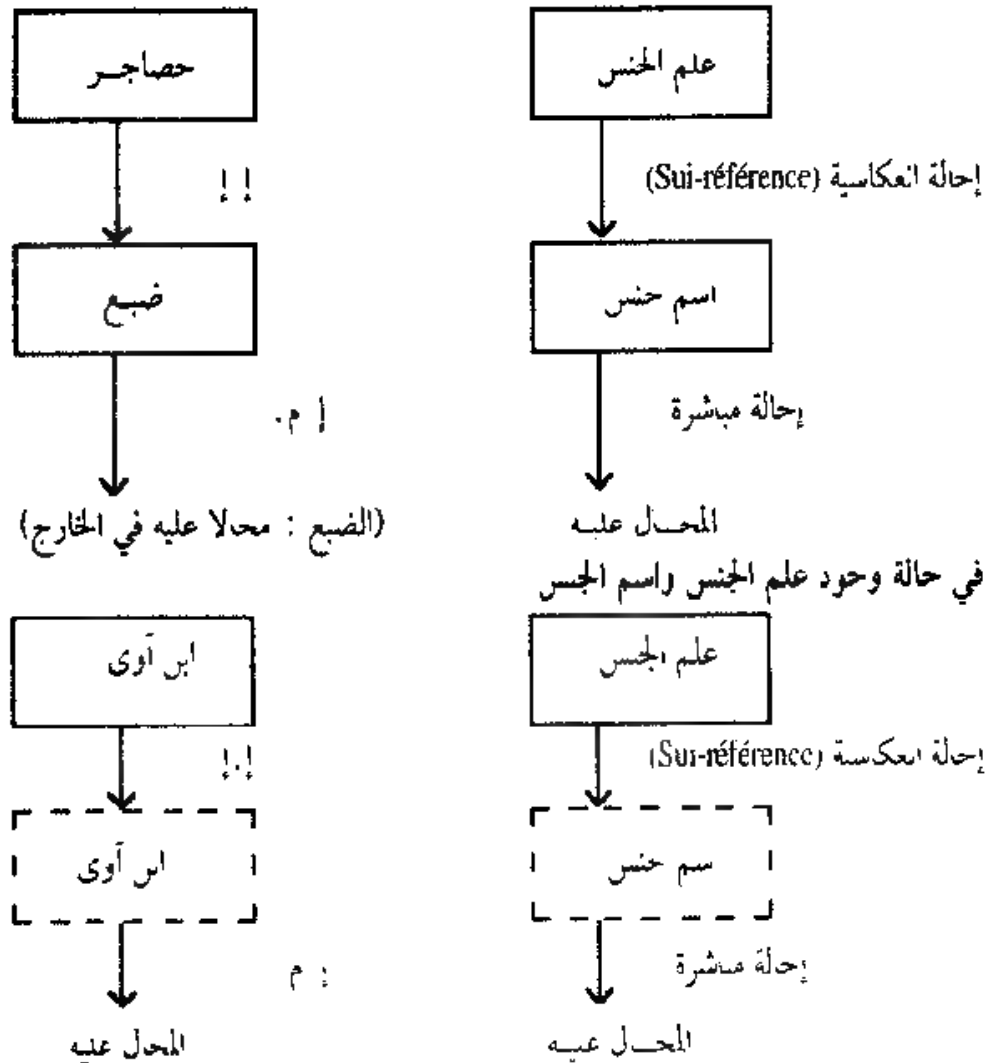 علم الجنس
حصاجر
إحالة انعكاسية (Sui-référence)
إ إ
اسم جنس
ضبع
إحالة مباشرة
إ م.
المحال عليه
(الضبع : محالا عليه في الخارج)
في حالة وجود علم الجنس واسم الجنس
علم الجنس
ابن آوى
إحالة انعكاسية (Sui-référence)
إ.إ
اسم جنس
ابن آوى
إحالة مباشرة
إ م
المحال عليه
المحال عليه